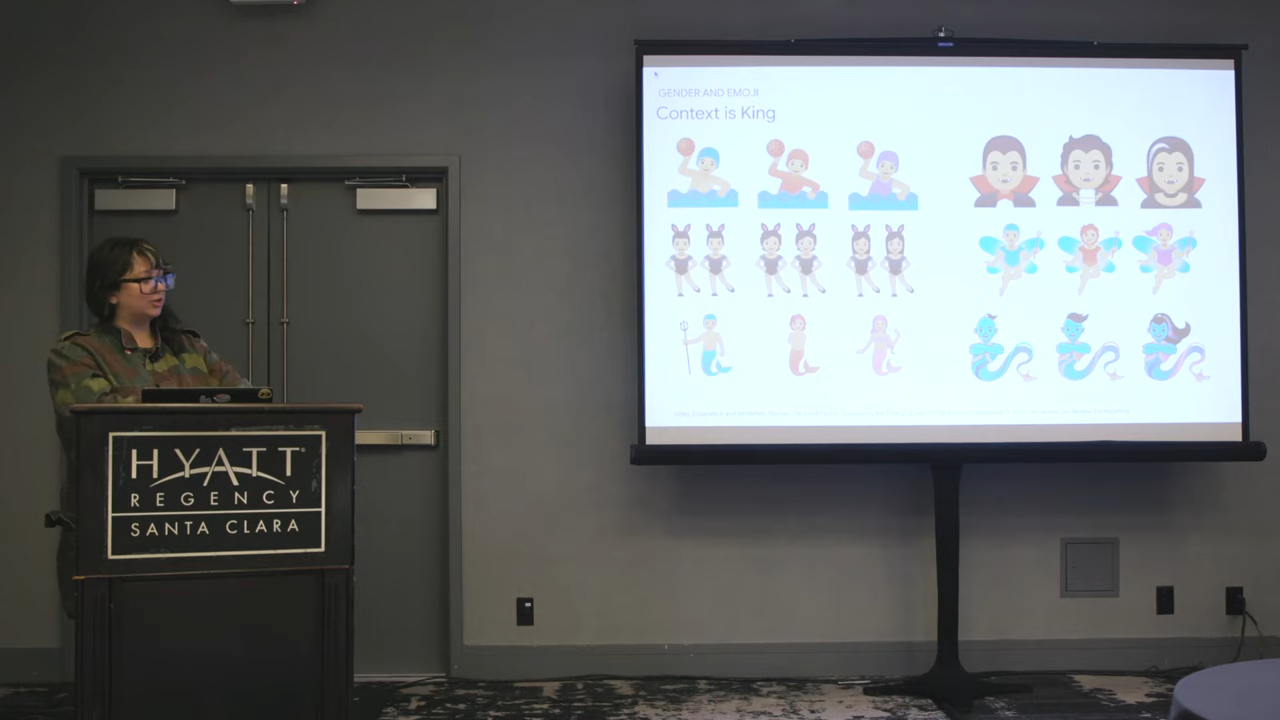 GENDER AND EMOJI
Context is King
HYATT
REGENCY
SANTA CLARA